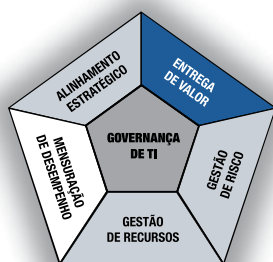 ALINHAMENTO
ESTRATÉGICO
ENTREGA
DE VALOR
MENSURAÇÃO
DE DESEMPENHO
GOVERNANÇA
DE TI
GESTÃO
DE RISCO
GESTÃO
DE RECURSOS